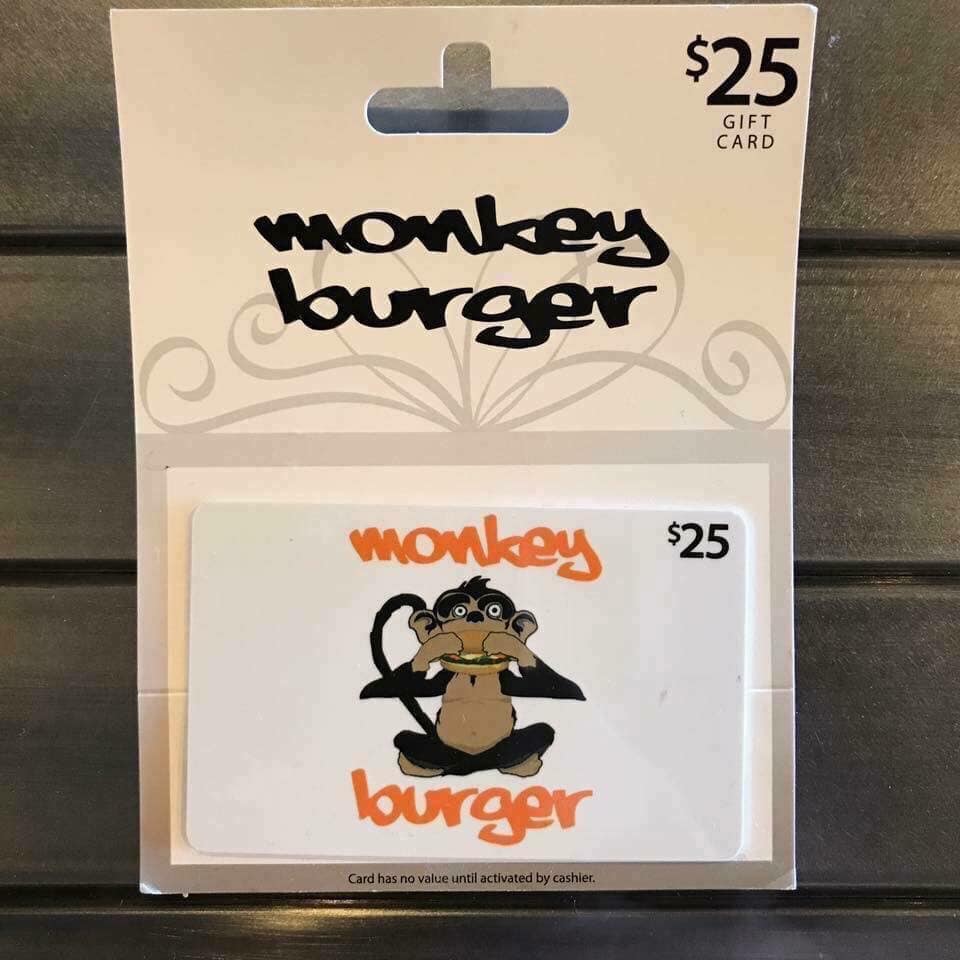 $25
GIFT
CARD
monkey
burger
monkey
$25
burger
Card has no value until activated by cashier.